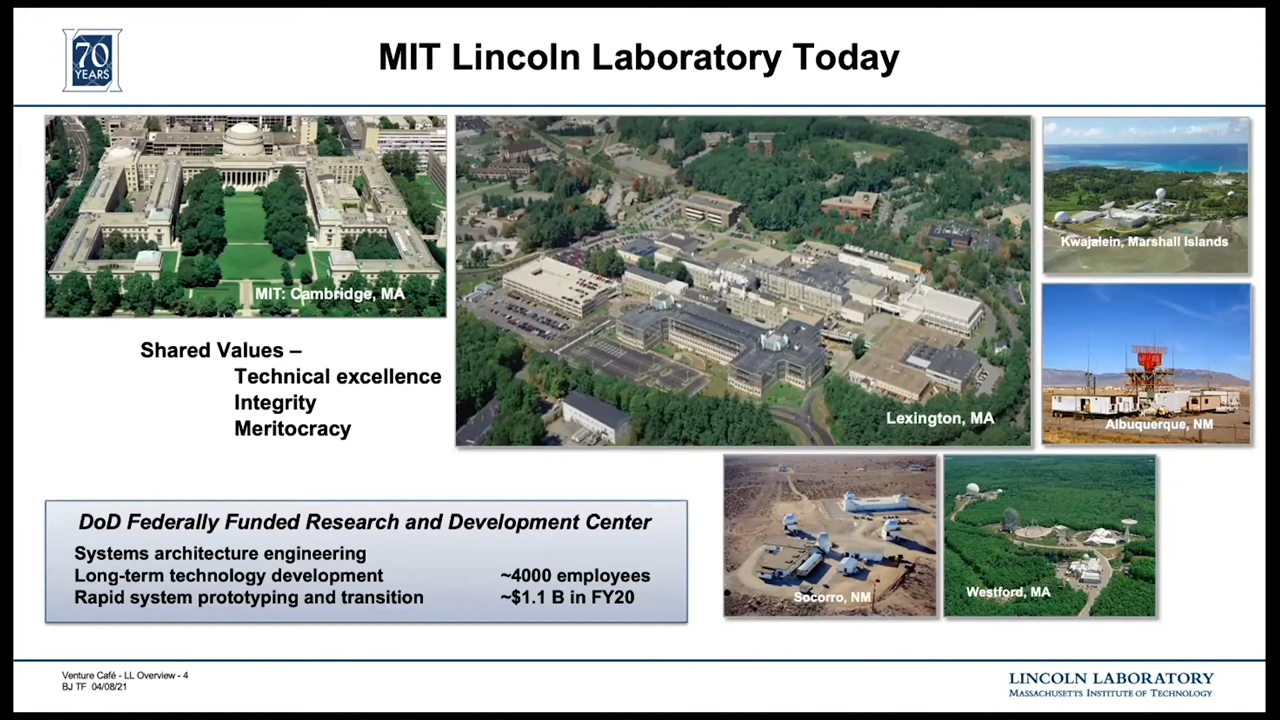 70
YEARS
MIT Lincoln Laboratory Today
MIT: Cambridge, MA
Lexington, MA
Kwajalein, Marshall Islands
Albuquerque, NM
Shared Values –
Technical excellence
Integrity
Meritocracy
Socorro, NM
Westford, MA
DoD Federally Funded Research and Development Center
Systems architecture engineering
Long-term technology development ~4000 employees
Rapid system prototyping and transition ~$1.1 B in FY20
Venture Café - LL Overview - 4
BJ TF 04/08/21
LINCOLN LABORATORY
MASSACHUSETTS INSTITUTE OF TECHNOLOGY